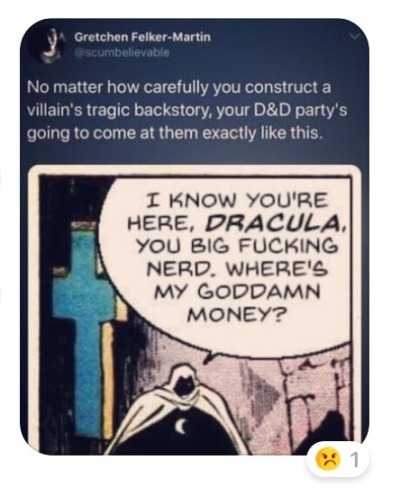 Gretchen Felker-Martin
@scumbelievable
No matter how carefully you construct a
villain's tragic backstory, your D&D party's
going to come at them exactly like this.
I KNOW YOU'RE
HERE, DRACULA,
YOU BIG FUCKING
NERD. WHERE'S
MY GODDAMN
MONEY?
1